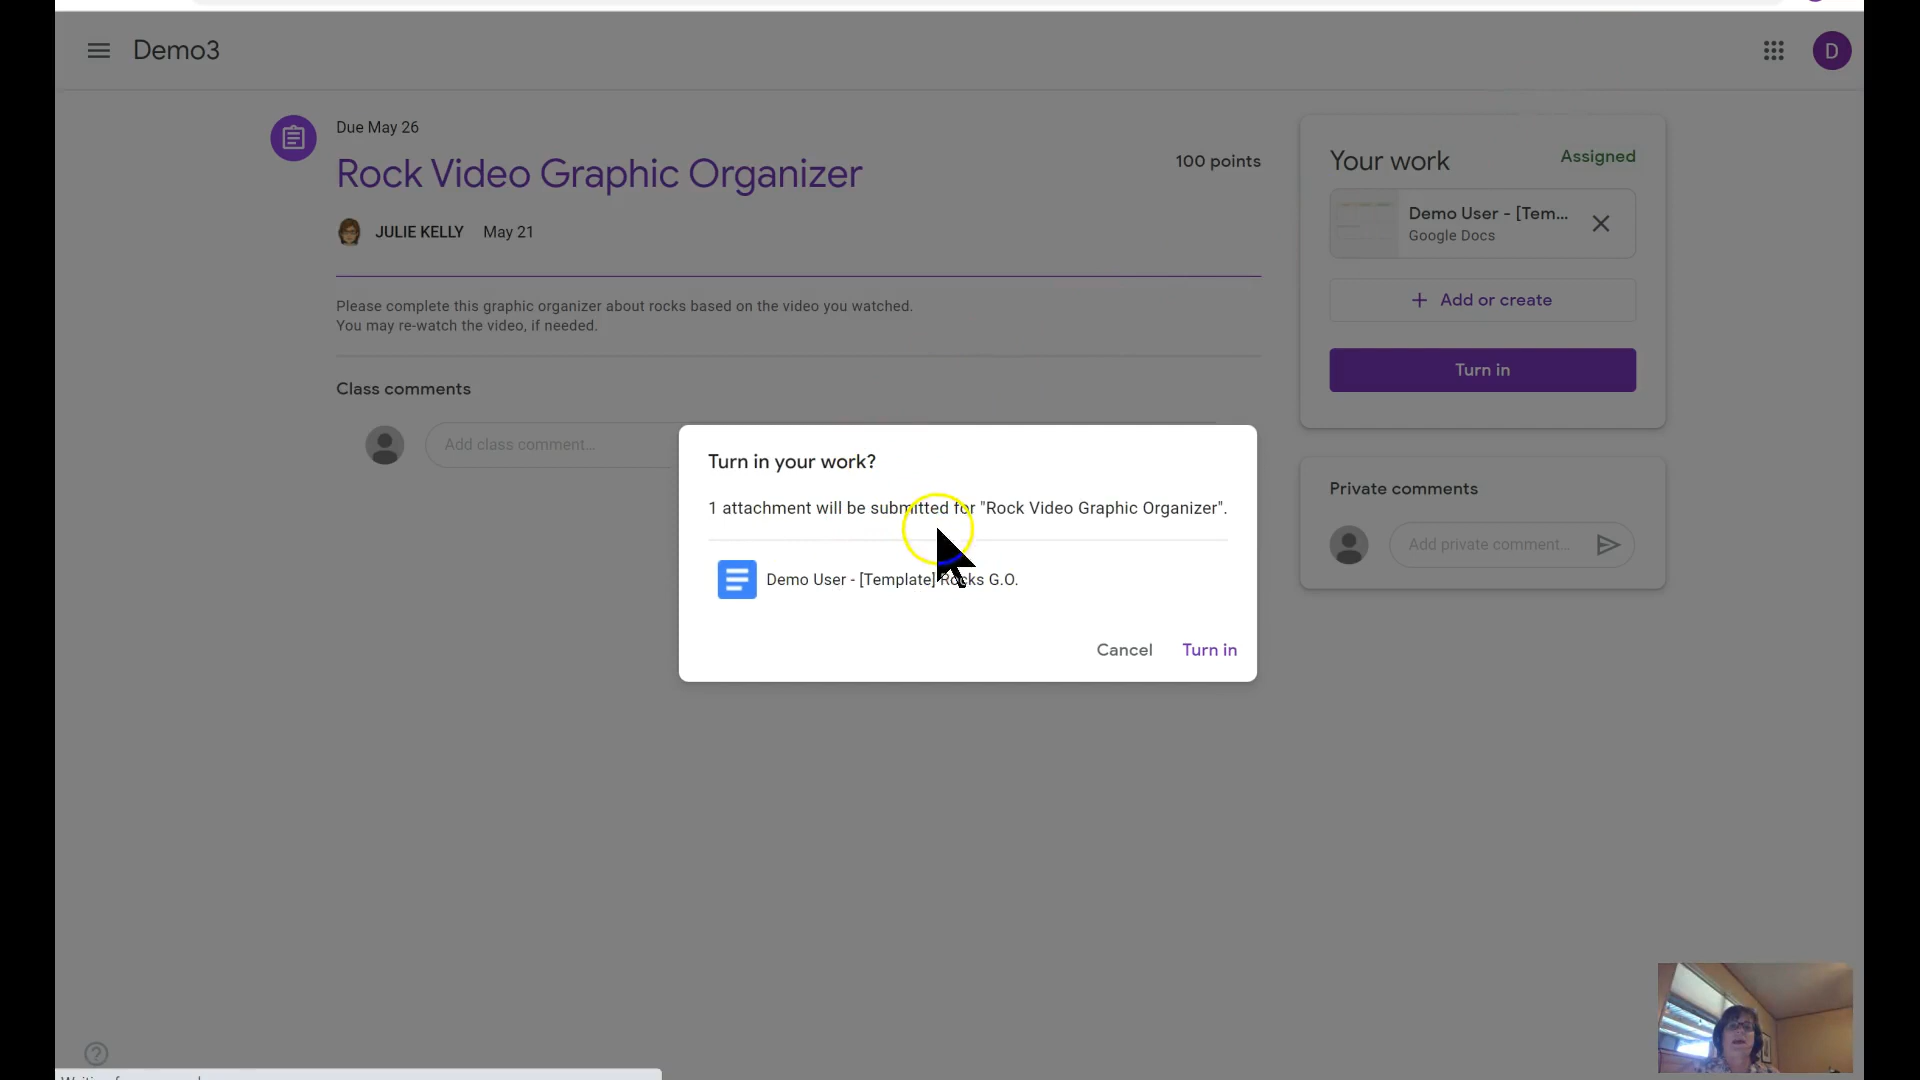 Demo3
D
Due May 26
Rock Video Graphic Organizer
100 points
JULIE KELLY May 21
Please complete this graphic organizer about rocks based on the video you watched.
You may re-watch the video, if needed.
Class comments
Add class comment...
Your work
Assigned
Demo User - [Tem...
Google Docs
+ Add or create
Turn in
Private comments
Add private comment...
Turn in your work?
1 attachment will be submitted for "Rock Video Graphic Organizer".
Demo User - [Template] Rocks G.O.
Cancel
Turn in
?